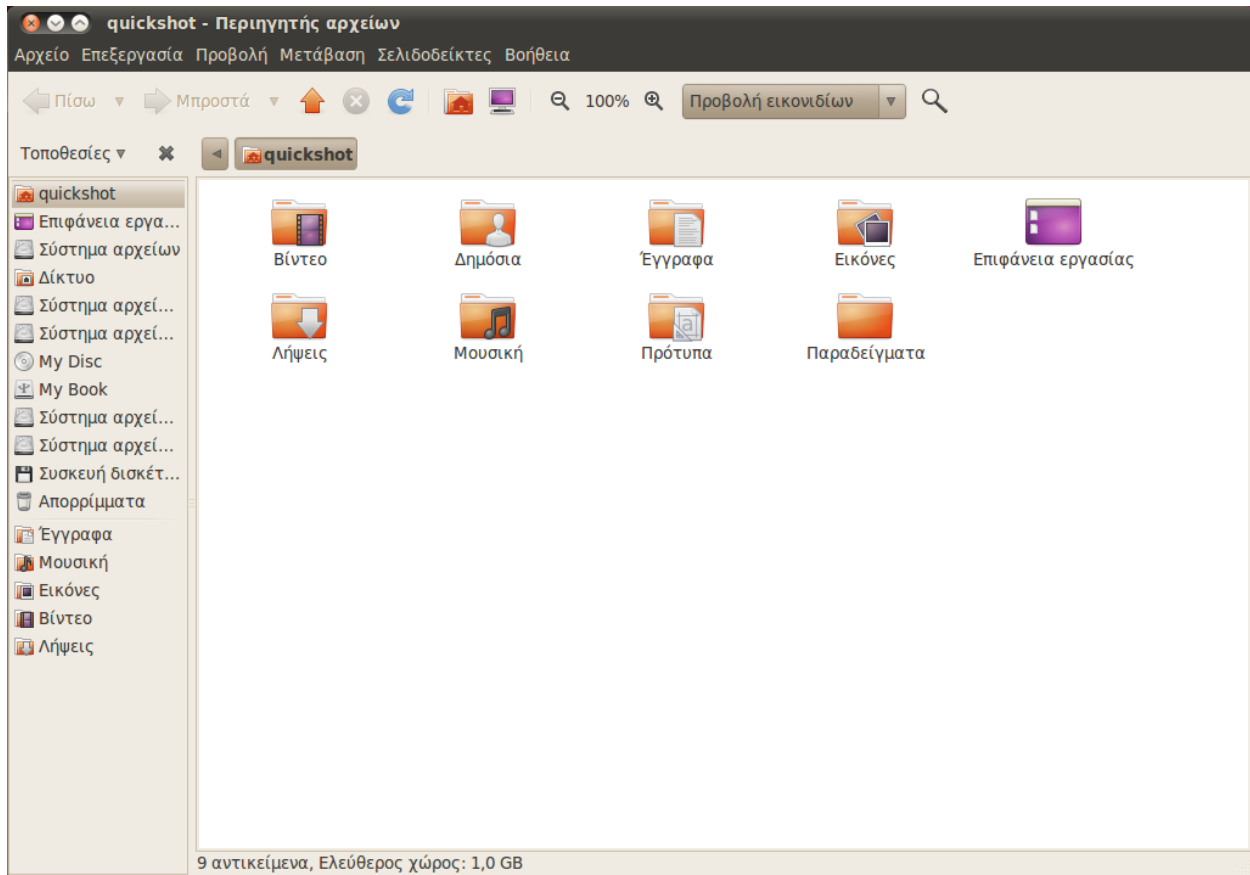 quickshot - Περιηγητής αρχείων
Αρχείο Επεξεργασία Προβολή Μετάβαση Σελιδοδείκτες Βοήθεια
Πίσω Μπροστά 100% Προβολή εικονιδίων
Τοποθεσίες quickshot
quickshot
Επιφάνεια εργα...
Σύστημα αρχείων
Δίκτυο
Σύστημα αρχεί...
Σύστημα αρχεί...
My Disc
My Book
Σύστημα αρχεί...
Σύστημα αρχεί...
Συσκευή δισκέτ...
Απορρίμματα
Έγγραφα
Μουσική
Εικόνες
Βίντεο
Λήψεις
Βίντεο Δημόσια Έγγραφα Εικόνες Επιφάνεια εργασίας
Λήψεις Μουσική Πρότυπα Παραδείγματα
9 αντικείμενα, Ελεύθερος χώρος: 1,0 GB